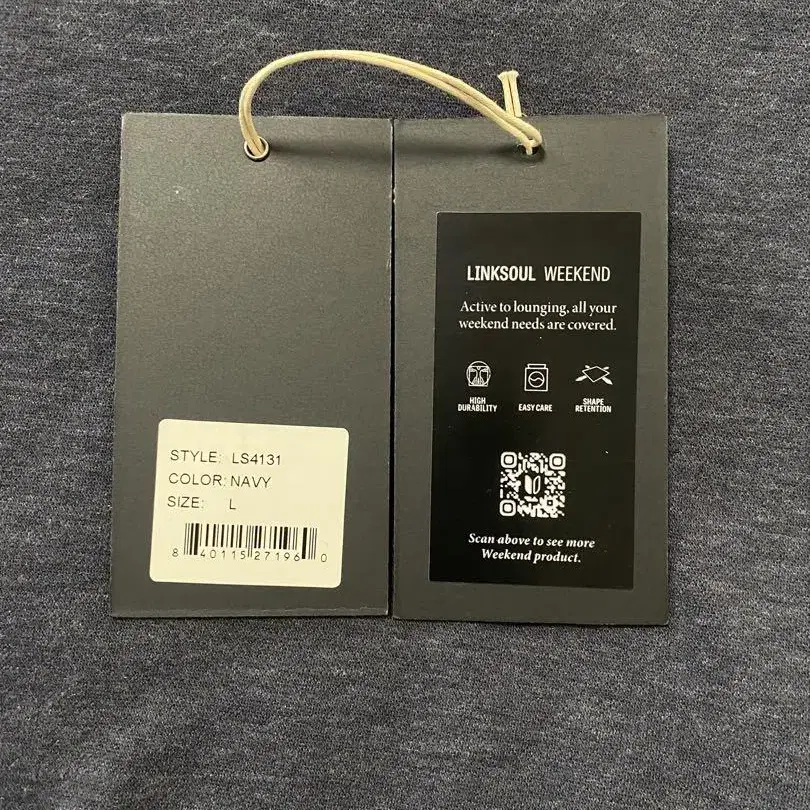 STYLE: LS4131
COLOR: NAVY
SIZE: L
8 40115 27196 0
LINKSOUL WEEKEND
Active to lounging, all your
weekend needs are covered.
HIGH
DURABILITY
EASY CARE
SHAPE
RETENTION
Scan above to see more
Weekend product.